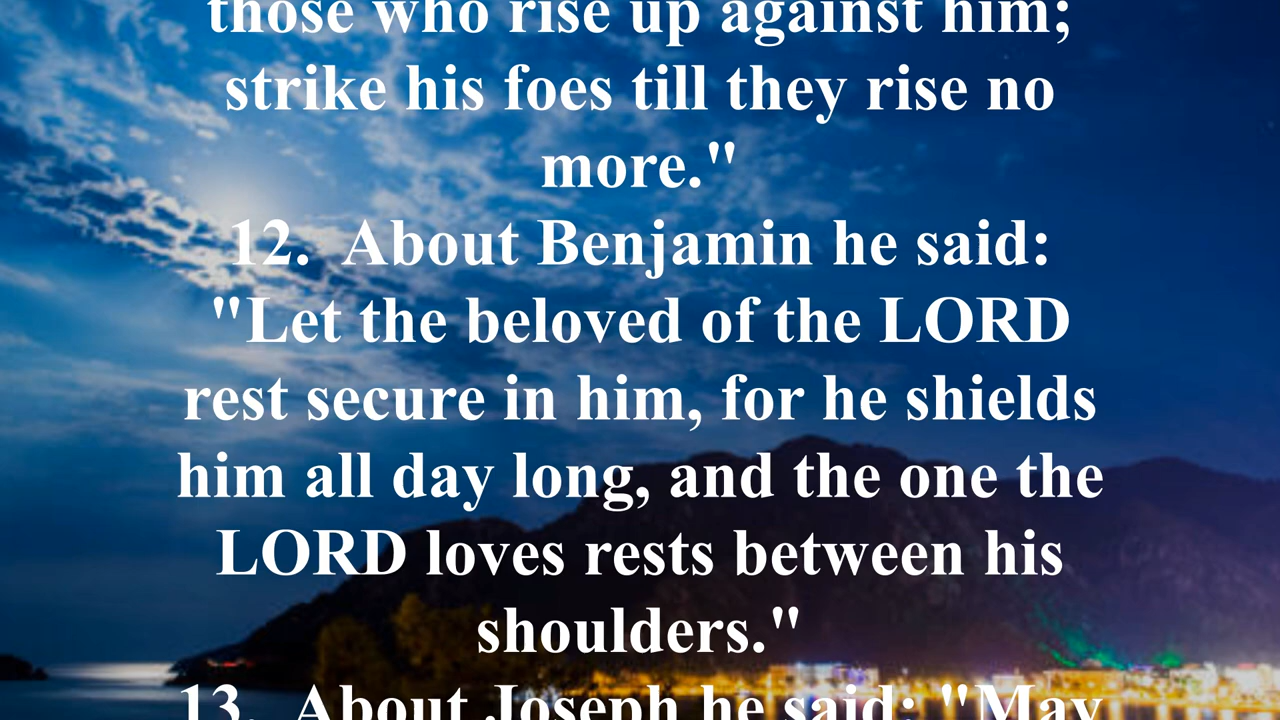 those who rise up against him;
strike his foes till they rise no
more."
12.  About Benjamin he said:
"Let the beloved of the LORD
rest secure in him, for he shields
him all day long, and the one the
LORD loves rests between his
shoulders."
13.  About Joseph he said: "May